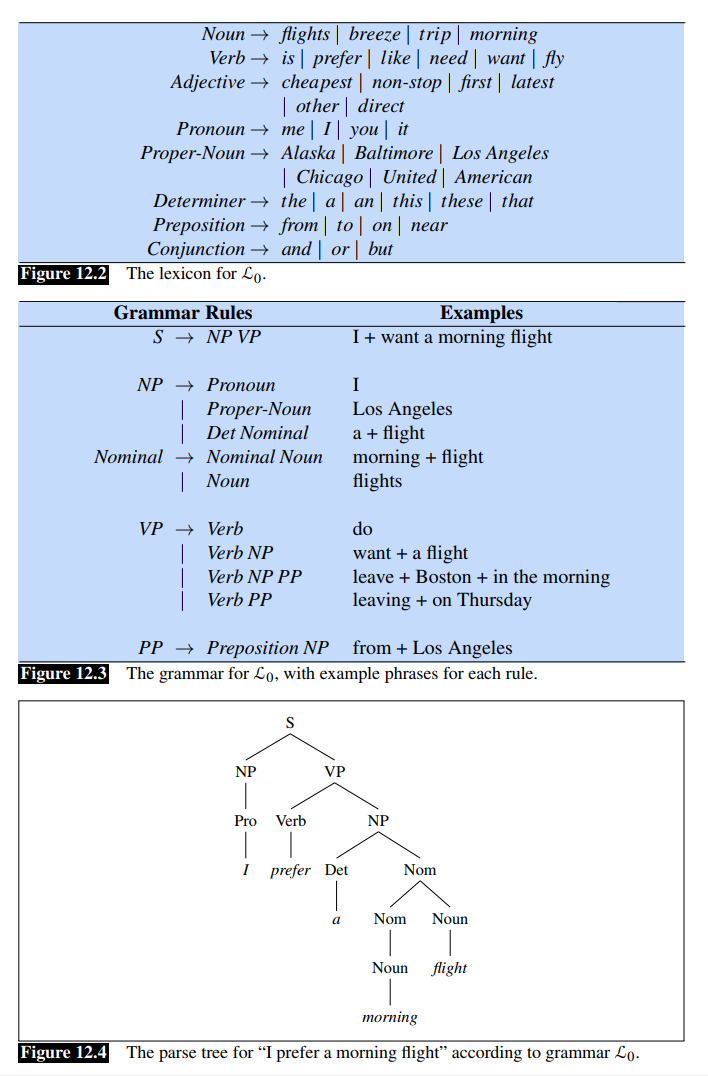 Noun → flights | breeze | trip | morning
Verb → is | prefer | like | need | want | fly
Adjective → cheapest | non-stop | first | latest
| other | direct
Pronoun → me | I | you | it
Proper-Noun → Alaska | Baltimore | Los Angeles
| Chicago | United | American
Determiner → the | a | an | this | these | that
Preposition → from | to | on | near
Conjunction → and | or | but
Figure 12.2 The lexicon for ℒ0.
Grammar Rules Examples
S → NP VP I + want a morning flight
NP → Pronoun I
| Proper-Noun Los Angeles
| Det Nominal a + flight
Nominal → Nominal Noun morning + flight
| Noun flights
VP → Verb do
| Verb NP want + a flight
| Verb NP PP leave + Boston + in the morning
| Verb PP leaving + on Thursday
PP → Preposition NP from + Los Angeles
Figure 12.3 The grammar for ℒ0, with example phrases for each rule.
S
NP VP
Pro Verb NP
I prefer Det Nom
a Nom Noun
Noun flight
morning
Figure 12.4 The parse tree for “I prefer a morning flight” according to grammar ℒ0.